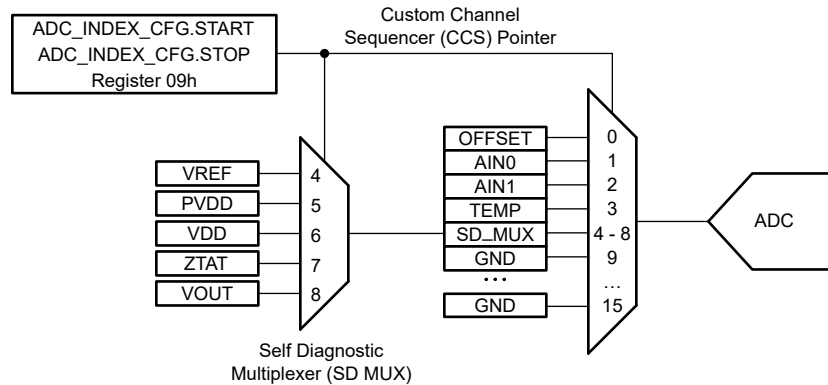 ADC_INDEX_CFG.START
ADC_INDEX_CFG.STOP
Register 09h
Custom Channel
Sequencer (CCS) Pointer
VREF
PVDD
VDD
ZTAT
VOUT
4
5
6
7
8
Self Diagnostic
Multiplexer (SD MUX)
OFFSET
AIN0
AIN1
TEMP
SD_MUX
GND
...
GND
0
1
2
3
4 - 8
9
...
15
ADC